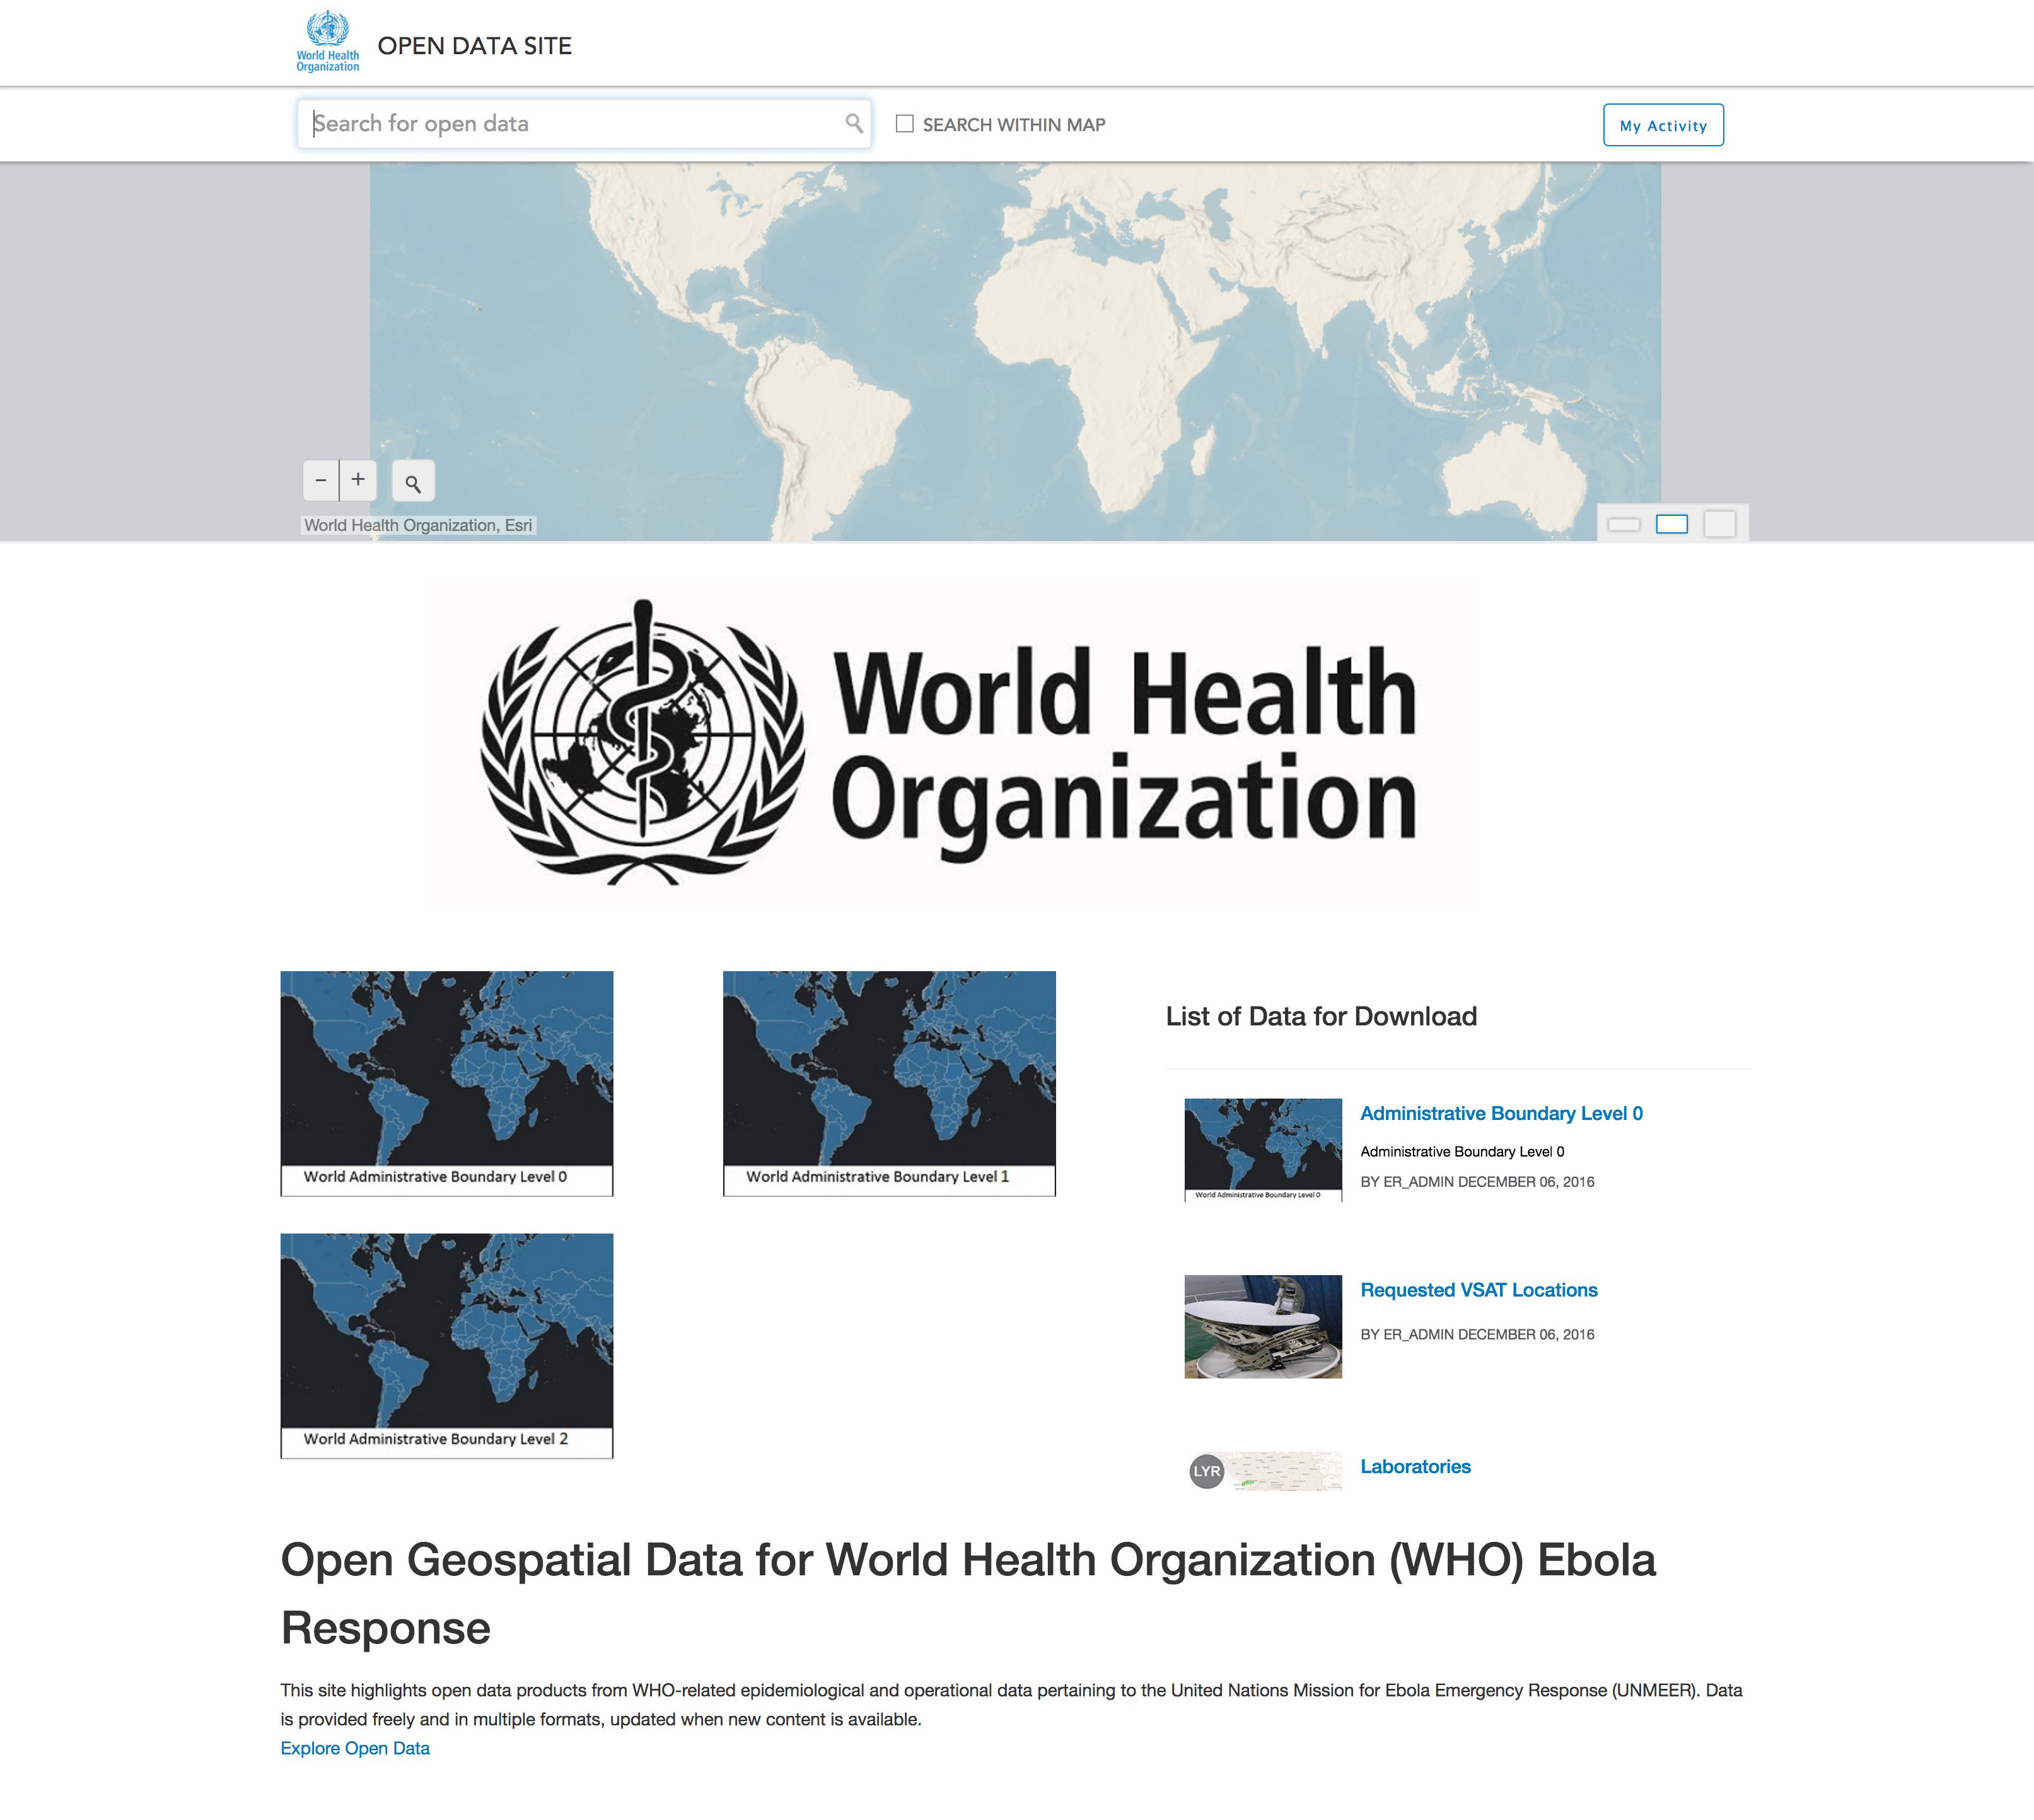 World Health
Organization
OPEN DATA SITE
Search for open data
SEARCH WITHIN MAP
My Activity
− +
World Health Organization, Esri
World Health
Organization
World Administrative Boundary Level 0
World Administrative Boundary Level 1
World Administrative Boundary Level 2
List of Data for Download
Administrative Boundary Level 0
Administrative Boundary Level 0
BY ER_ADMIN DECEMBER 06, 2016
World Administrative Boundary Level 0
Requested VSAT Locations
BY ER_ADMIN DECEMBER 06, 2016
LYR
Laboratories
Open Geospatial Data for World Health Organization (WHO) Ebola
Response
This site highlights open data products from WHO-related epidemiological and operational data pertaining to the United Nations Mission for Ebola Emergency Response (UNMEER). Data
is provided freely and in multiple formats, updated when new content is available.
Explore Open Data